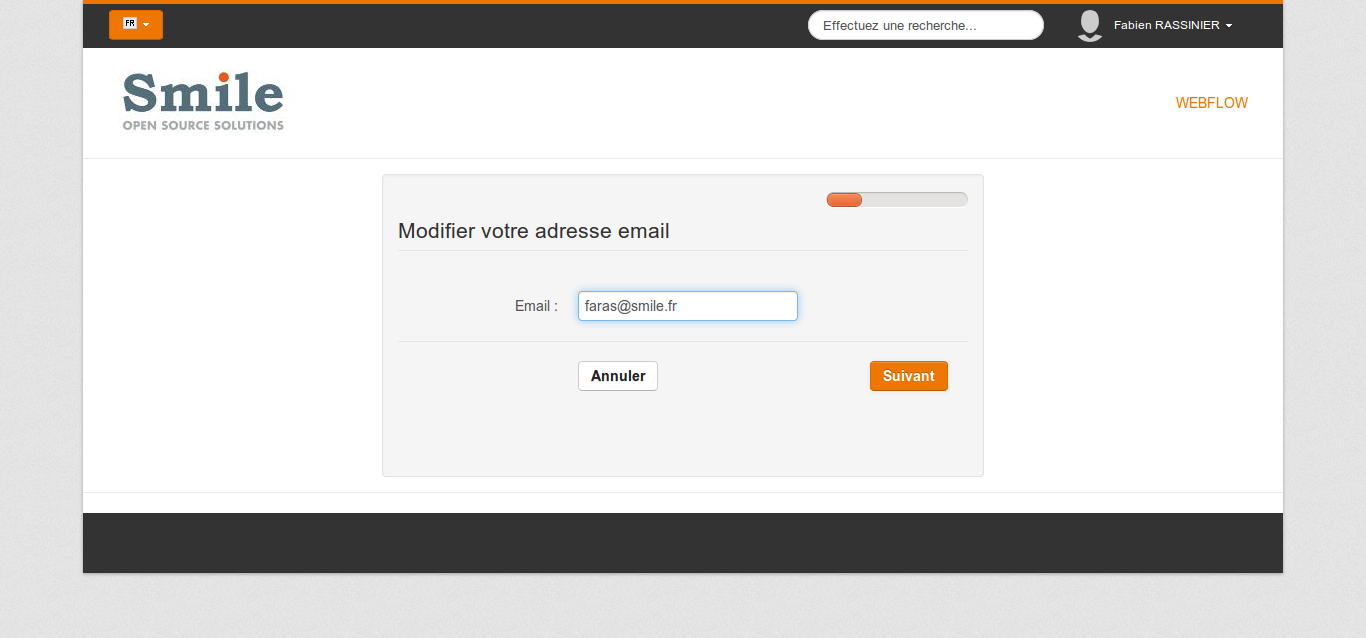 FR
Effectuez une recherche...
Fabien RASSINIER
Smile
OPEN SOURCE SOLUTIONS
WEBFLOW
Modifier votre adresse email
Email :
faras@smile.fr
Annuler
Suivant